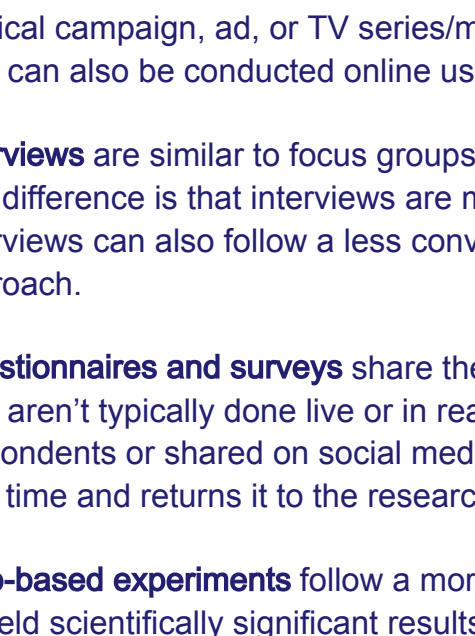 ical campaign, ad, or TV series/m
can also be conducted online us
rviews are similar to focus groups
difference is that interviews are m
rviews can also follow a less conv
roach.
stionnaires and surveys share the
aren’t typically done live or in rea
ondents or shared on social med
time and returns it to the researc
-based experiments follow a mor
eld scientifically significant results